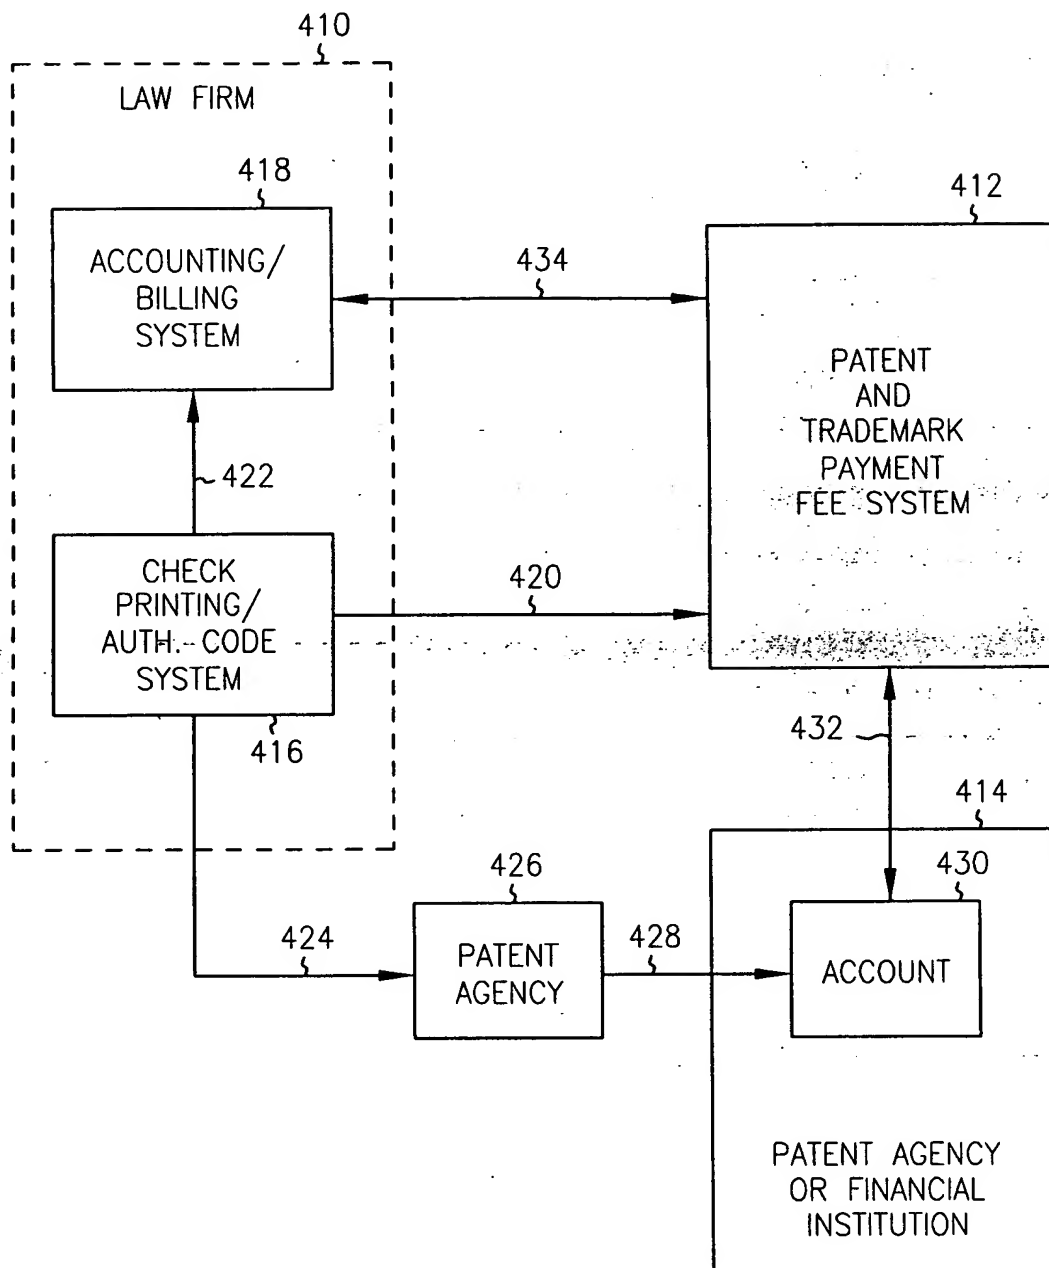 410
LAW FIRM
418
412
ACCOUNTING/
BILLING
SYSTEM
434
PATENT
AND
TRADEMARK
PAYMENT
FEE SYSTEM
422
CHECK
PRINTING/
AUTH. CODE
SYSTEM
420
416
432
414
426
430
424
PATENT
AGENCY
428
ACCOUNT
PATENT AGENCY
OR FINANCIAL
INSTITUTION